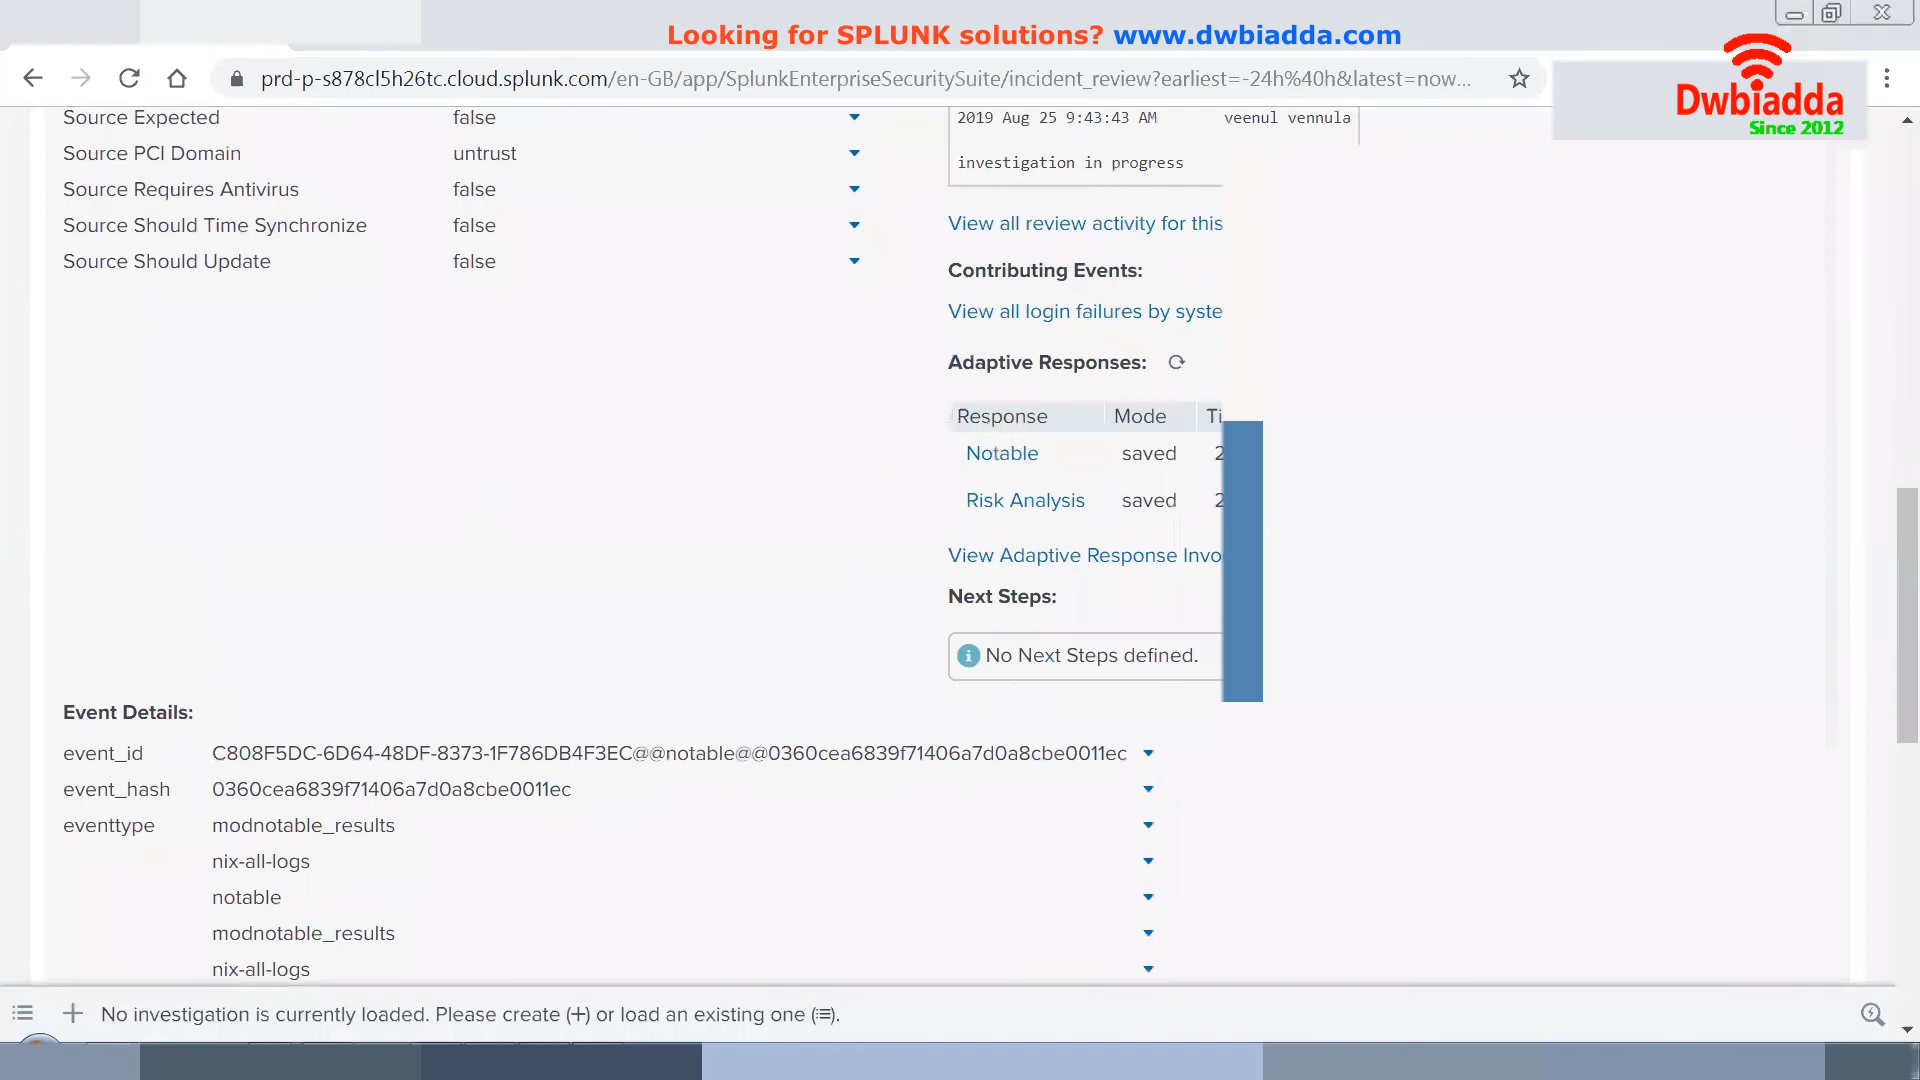 Looking for SPLUNK solutions? www.dwbiadda.com
prd-p-s878cl5h26tc.cloud.splunk.com/en-GB/app/SplunkEnterpriseSecuritySuite/incident_review?earliest=-24h%40h&latest=now...
Dwbiadda
Since 2012
Source Expected false
Source PCI Domain untrust
Source Requires Antivirus false
Source Should Time Synchronize false
Source Should Update false
2019 Aug 25 9:43:43 AM veenul vennula
investigation in progress
View all review activity for this
Contributing Events:
View all login failures by syste
Adaptive Responses:
Response Mode Ti
Notable saved 2
Risk Analysis saved 2
View Adaptive Response Invo
Next Steps:
No Next Steps defined.
Event Details:
event_id C808F5DC-6D64-48DF-8373-1F786DB4F3EC@@notable@@0360cea6839f71406a7d0a8cbe0011ec
event_hash 0360cea6839f71406a7d0a8cbe0011ec
eventtype modnotable_results
nix-all-logs
notable
modnotable_results
nix-all-logs
No investigation is currently loaded. Please create (+) or load an existing one (≡).